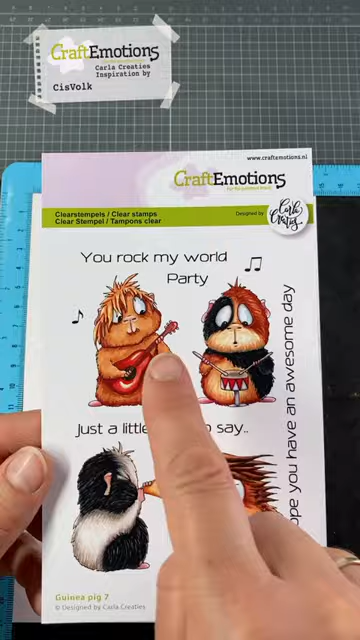 CraftEmotions
Carla Creaties
Inspiration by
CisVolk
www.craftemotions.nl
CraftEmotions
Clearstempels / Clear stamps
Clear Stempel / Tampons clear
Designed by
Carla
Creaties
You rock my world
Party
Just a little
say..
ope you have an awesome day
Guinea pig 7
© Designed by Carla Creaties